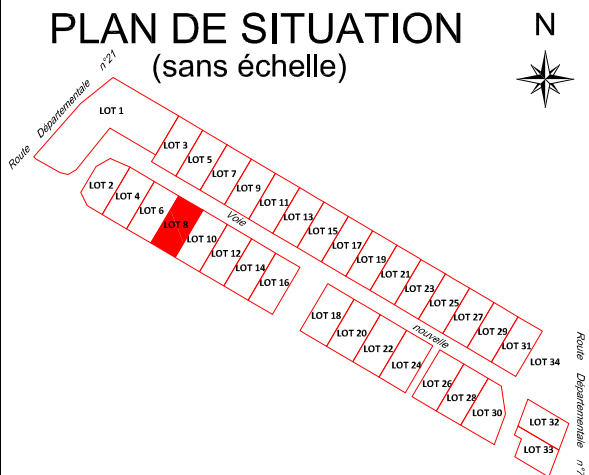 PLAN DE SITUATION
(sans échelle)
N
Route Départementale n°21
LOT 1
LOT 3
LOT 5
LOT 7
LOT 9
LOT 11
LOT 13
LOT 15
LOT 17
LOT 19
LOT 21
LOT 23
LOT 25
LOT 27
LOT 29
LOT 31
LOT 34
LOT 2
LOT 4
LOT 6
LOT 8
LOT 10
LOT 12
LOT 14
LOT 16
Voie nouvelle
LOT 18
LOT 20
LOT 22
LOT 24
LOT 26
LOT 28
LOT 30
LOT 32
LOT 33
Route Départementale